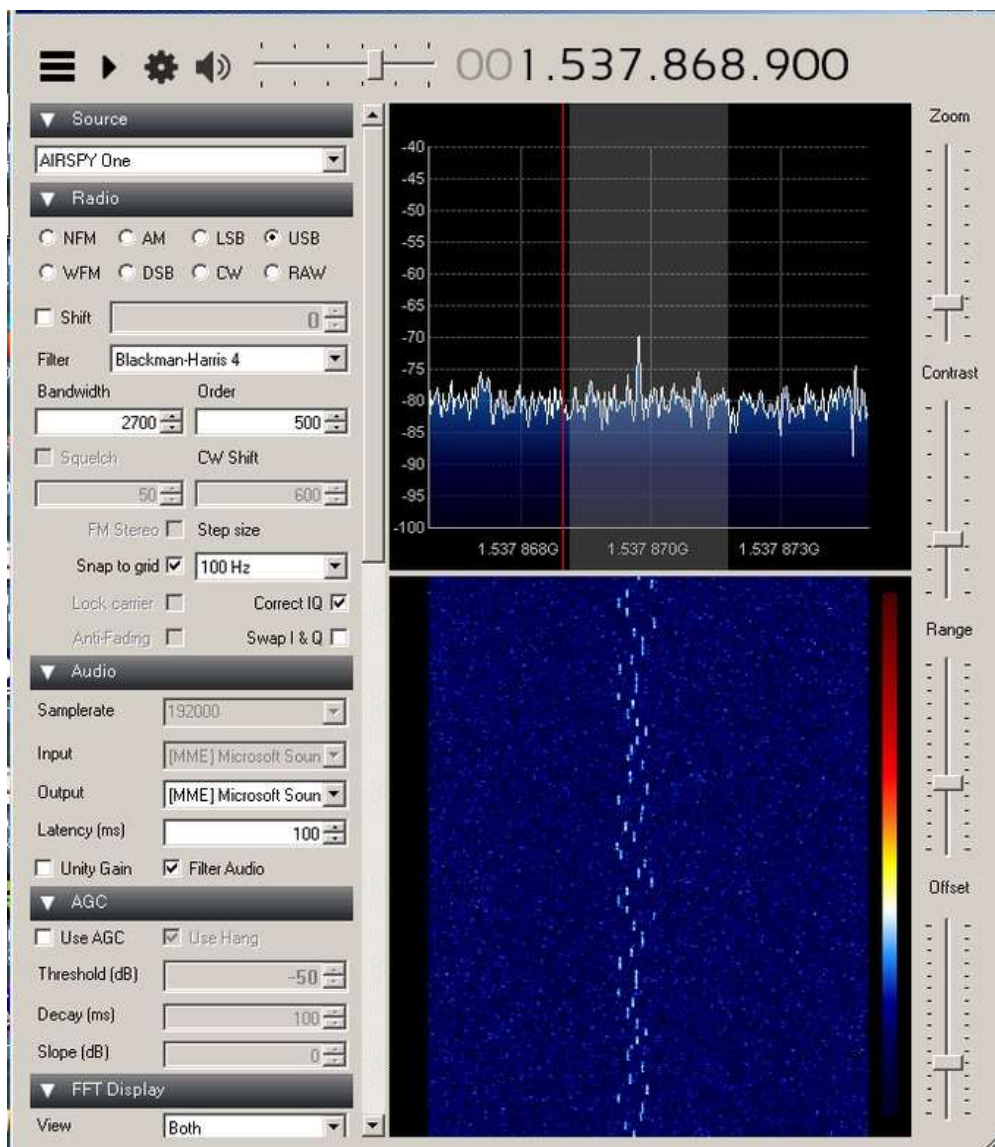 001.537.868.900
Source
AIRSPY One
Radio
NFM AM LSB USB
WFM DSB CW RAW
Shift 0
Filter Blackman-Harris 4
Bandwidth Order
2700 500
Squelch CW Shift
50 600
FM Stereo Step size
Snap to grid 100 Hz
Lock carrier Correct IQ
Anti-Fading Swap I & Q
Audio
Samplerate 192000
Input [MME] Microsoft Soun
Output [MME] Microsoft Soun
Latency (ms) 100
Unity Gain Filter Audio
AGC
Use AGC Use Hang
Threshold (dB) -50
Decay (ms) 100
Slope (dB) 0
FFT Display
View Both
-40
-45
-50
-55
-60
-65
-70
-75
-80
-85
-90
-95
-100
1.537 868G 1.537 870G 1.537 873G
Zoom
Contrast
Range
Offset